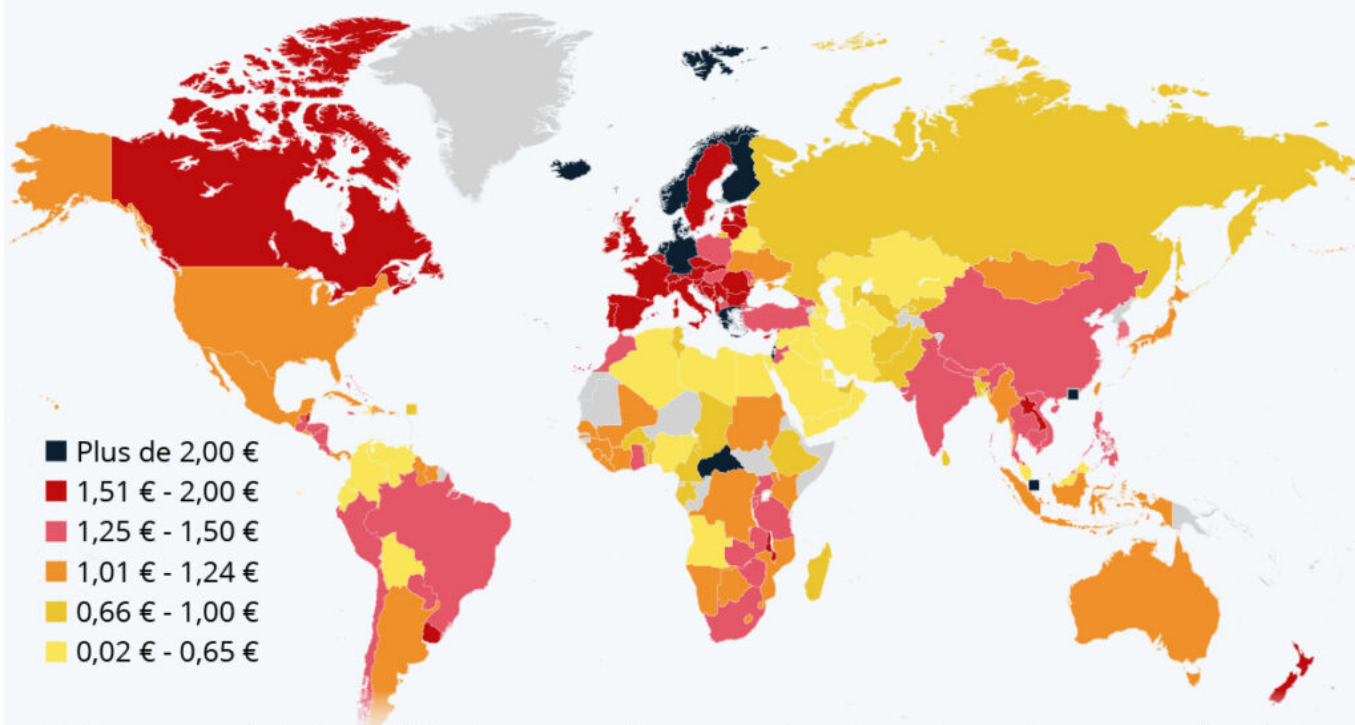 Plus de 2,00 €
1,51 € - 2,00 €
1,25 € - 1,50 €
1,01 € - 1,24 €
0,66 € - 1,00 €
0,02 € - 0,65 €